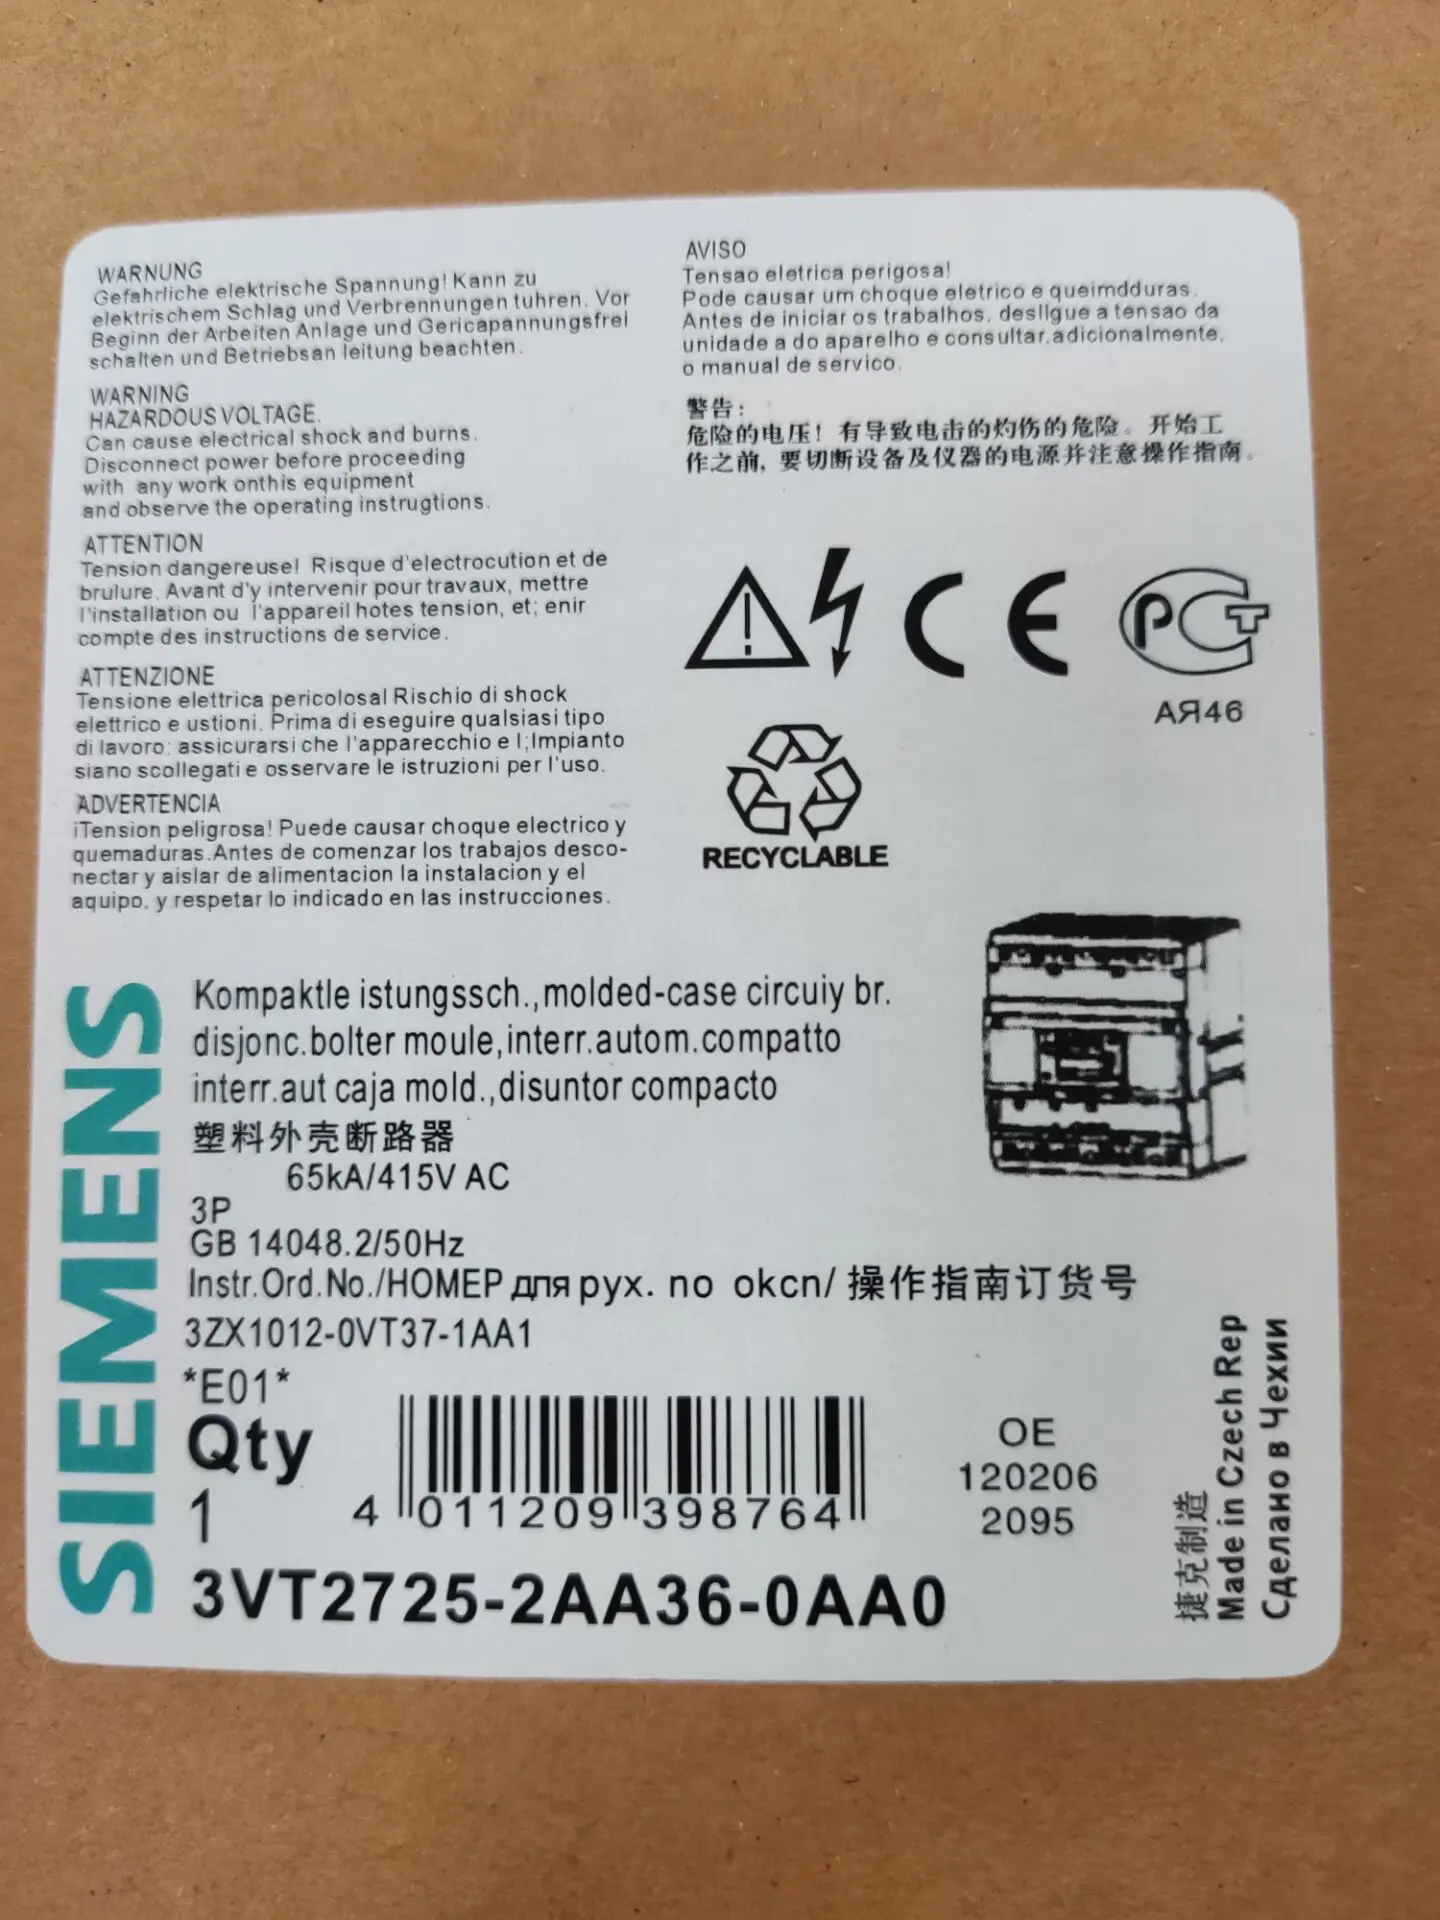 WARNUNG
Gefahrliche elektrische Spannung! Kann zu
elektrischem Schlag und Verbrennungen tuhren. Vor
Beginn der Arbeiten Anlage und Gericapannungsfrei
schalten und Betriebsan leitung beachten.
WARNING
HAZARDOUS VOLTAGE.
Can cause electrical shock and burns.
Disconnect power before proceeding
with any work onthis equipment
and observe the operating instrugtions.
ATTENTION
Tension dangereuse! Risque d'electrocution et de
brulure. Avant d'y intervenir pour travaux, mettre
l'installation ou l'appareil hotes tension, et; enir
compte des instructions de service.
ATTENZIONE
Tensione elettrica pericolosal Rischio di shock
elettrico e ustioni. Prima di eseguire qualsiasi tipo
di lavoro: assicurarsi che l'apparecchio e l;Impianto
siano scollegati e osservare le istruzioni per l'uso.
ADVERTENCIA
¡Tension peligrosa! Puede causar choque electrico y
quemaduras.Antes de comenzar los trabajos desco-
nectar y aislar de alimentacion la instalacion y el
aquipo, y respetar lo indicado en las instrucciones.
AVISO
Tensao eletrica perigosa!
Pode causar um choque eletrico e queimdduras.
Antes de iniciar os trabalhos, desligue a tensao da
unidade a do aparelho e consultar,adicionalmente,
o manual de servico.
警告：
危险的电压！有导致电击的灼伤的危险。开始工
作之前，要切断设备及仪器的电源并注意操作指南。
CE
PCT
АЯ46
RECYCLABLE
SIEMENS
Kompaktle istungssch.,molded-case circuiy br.
disjonc.bolter moule,interr.autom.compatto
interr.aut caja mold.,disuntor compacto
塑料外壳断路器
65kA/415V AC
3P
GB 14048.2/50Hz
Instr.Ord.No./HOMEP дпя pyx. no okcn/ 操作指南订货号
3ZX1012-0VT37-1AA1
*E01*
Qty
1
4 011209 398764
OE
120206
2095
捷克制造
Made in Czech Rep
Сделано в Чехии
3VT2725-2AA36-0AA0